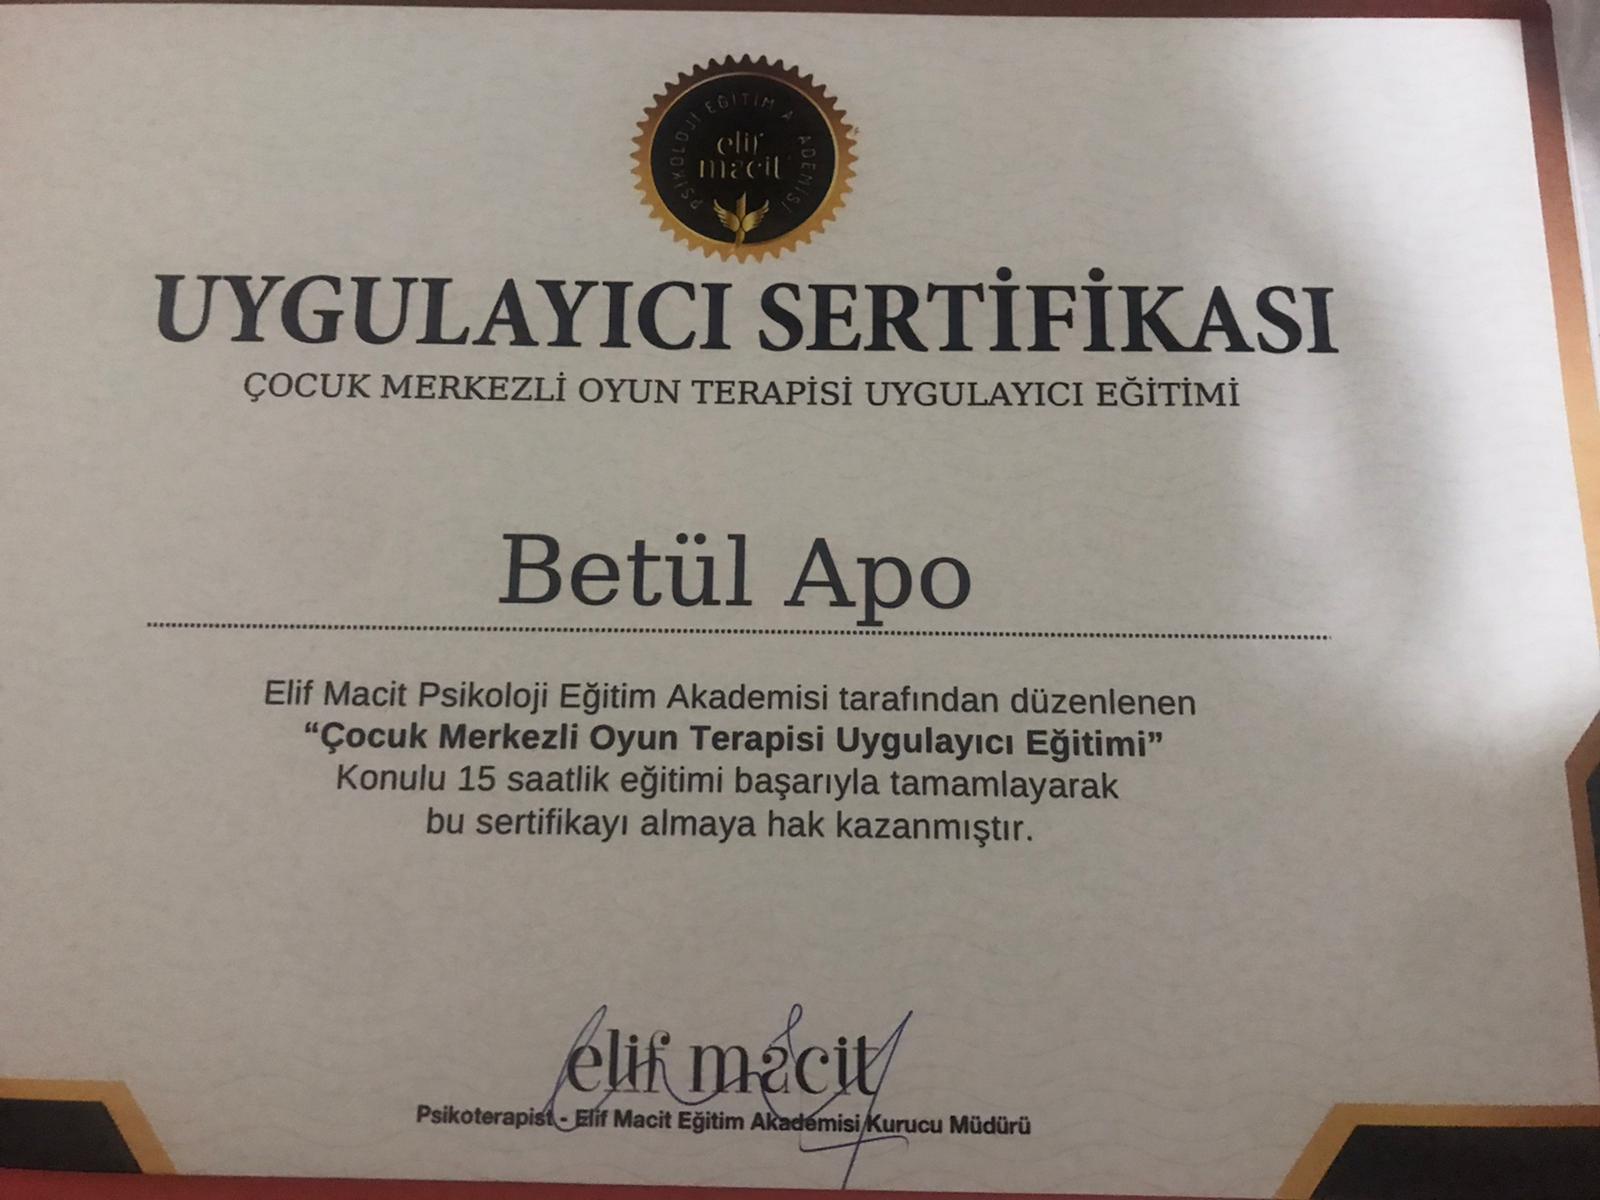 PSİKOLOJİ EĞİTİM A ADEMİSİ
elif
macit
UYGULAYICI SERTİFİKASI
ÇOCUK MERKEZLİ OYUN TERAPİSİ UYGULAYICI EĞİTİMİ
Betül Apo
Elif Macit Psikoloji Eğitim Akademisi tarafından düzenlenen
“Çocuk Merkezli Oyun Terapisi Uygulayıcı Eğitimi”
Konulu 15 saatlik eğitimi başarıyla tamamlayarak
bu sertifikayı almaya hak kazanmıştır.
elif macit
Psikoterapist - Elif Macit Eğitim Akademisi Kurucu Müdürü